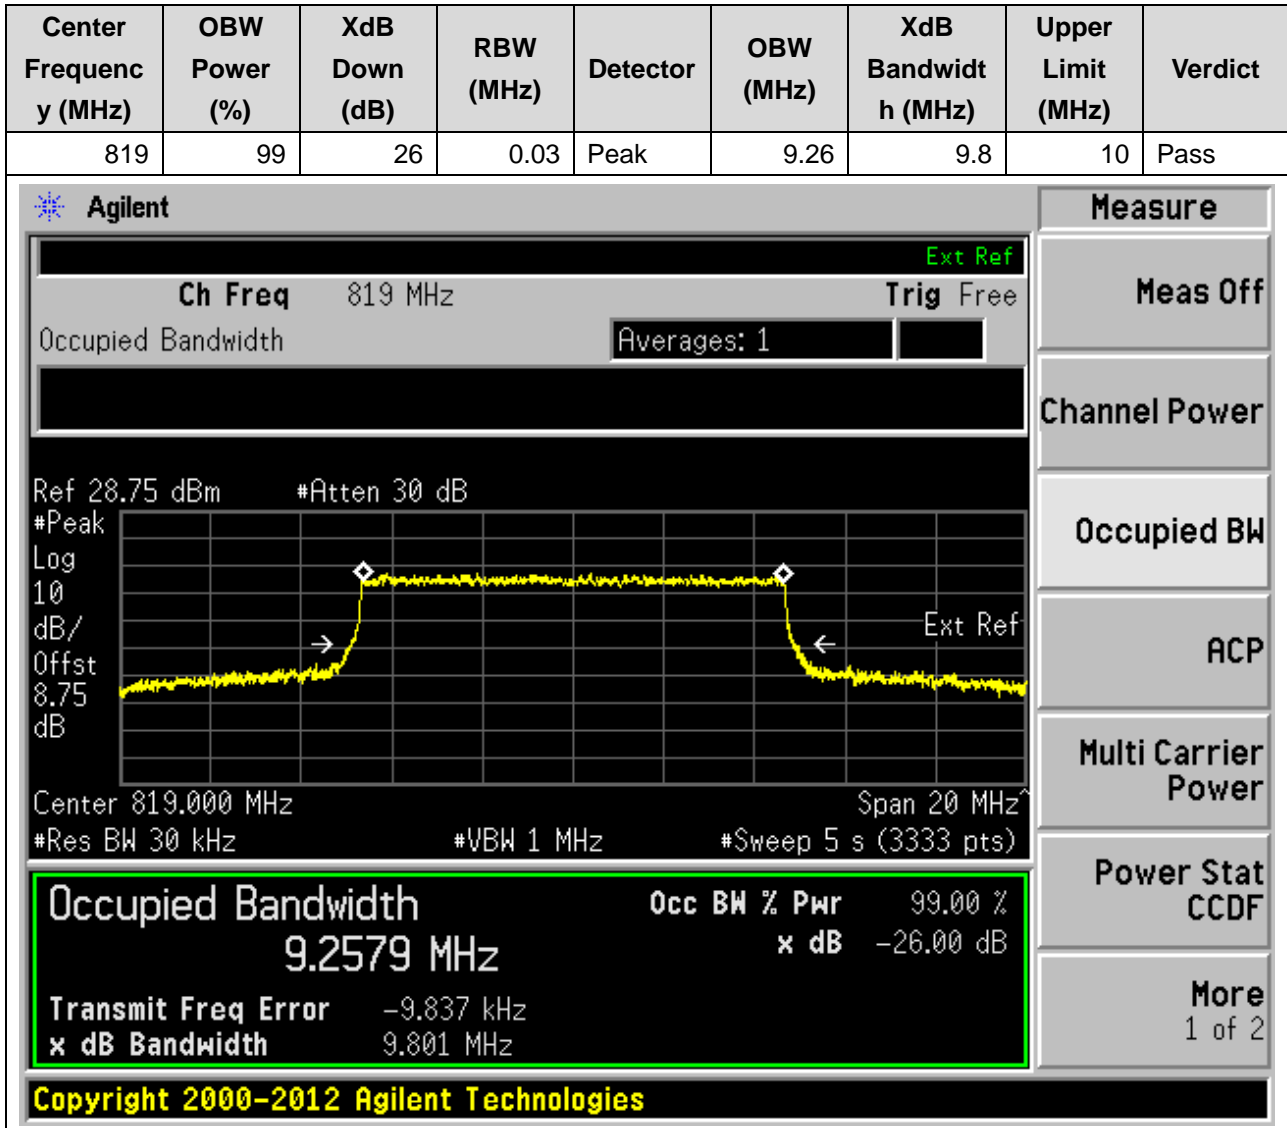 Center Frequency (MHz) OBW Power (%) XdB Down (dB) RBW (MHz) Detector OBW (MHz) XdB Bandwidth (MHz) Upper Limit (MHz) Verdict
819 99 26 0.03 Peak 9.26 9.8 10 Pass
Agilent
Measure
Ext Ref
Ch Freq 819 MHz Trig Free
Meas Off
Occupied Bandwidth Averages: 1
Channel Power
Ref 28.75 dBm #Atten 30 dB
#Peak
Log
10
dB/
Offst
8.75
dB
Ext Ref
Occupied BW
ACP
Center 819.000 MHz Span 20 MHz^
#Res BW 30 kHz #VBW 1 MHz #Sweep 5 s (3333 pts)
Multi Carrier
Power
Occupied Bandwidth Occ BW % Pwr 99.00 %
9.2579 MHz x dB -26.00 dB
Power Stat
CCDF
Transmit Freq Error -9.837 kHz
x dB Bandwidth 9.801 MHz
More
1 of 2
Copyright 2000-2012 Agilent Technologies